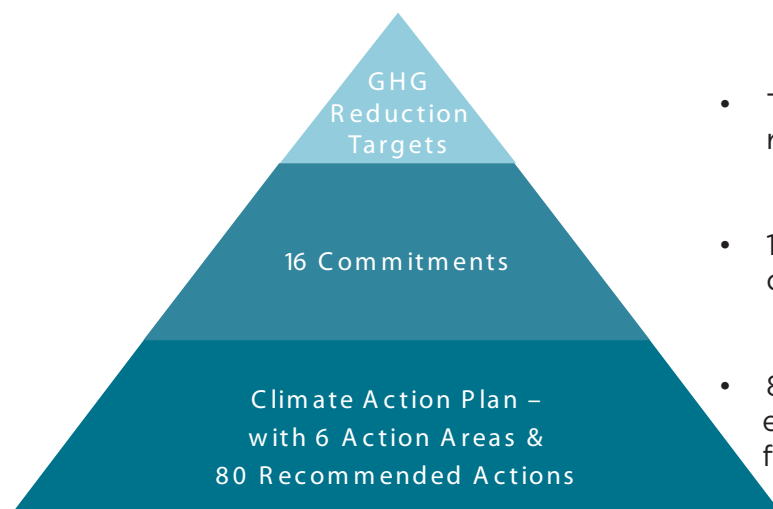 GHG
Reduction
Targets
16 Commitments
Climate Action Plan –
with 6 Action Areas &
80 Recommended Actions
•
•
•